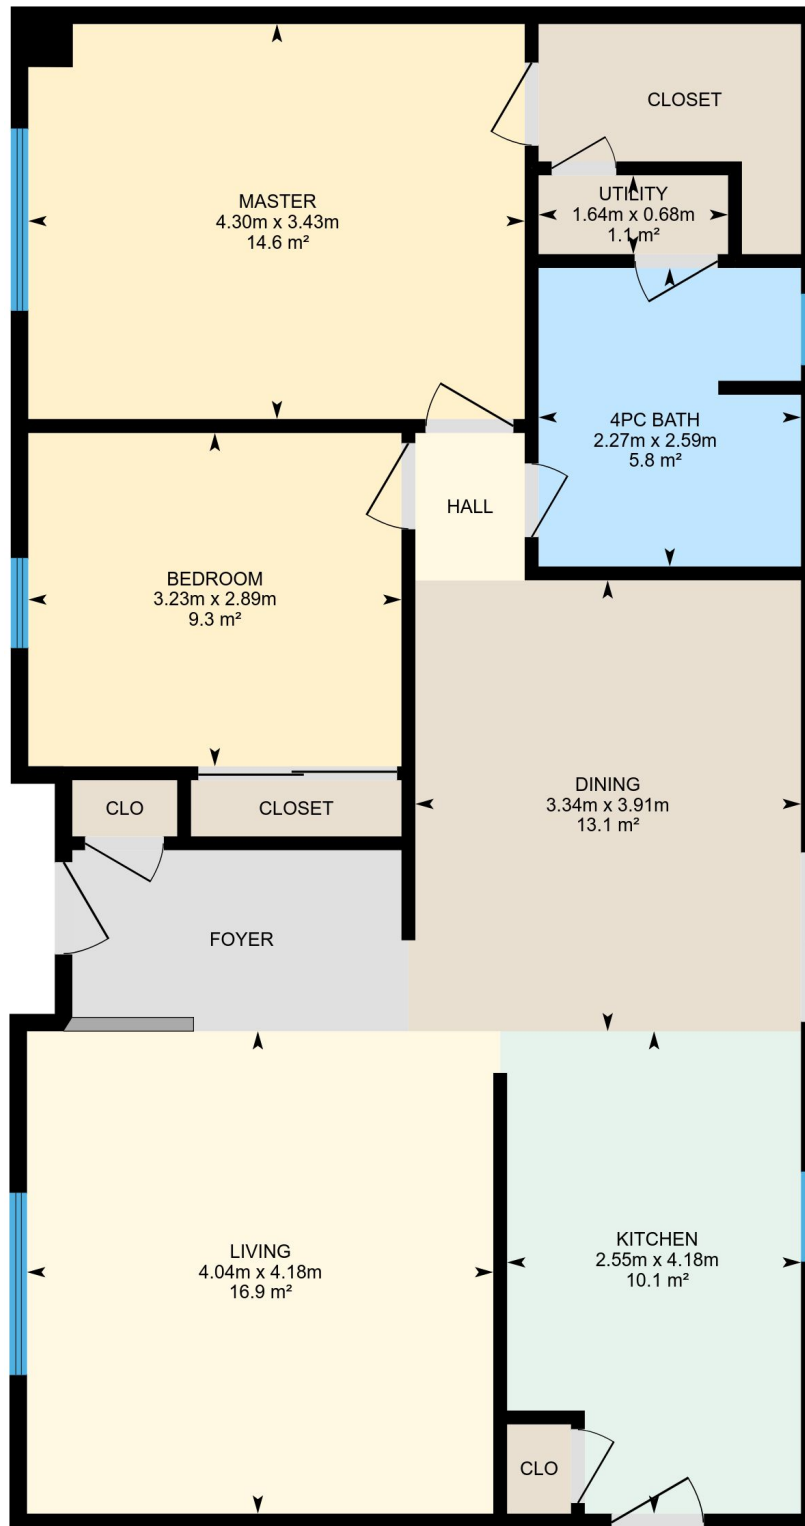 CLOSET
UTILITY
1.64m x 0.68m
1.1 m²
MASTER
4.30m x 3.43m
14.6 m²
4PC BATH
2.27m x 2.59m
5.8 m²
HALL
BEDROOM
3.23m x 2.89m
9.3 m²
DINING
3.34m x 3.91m
13.1 m²
CLO
CLOSET
FOYER
LIVING
4.04m x 4.18m
16.9 m²
KITCHEN
2.55m x 4.18m
10.1 m²
CLO